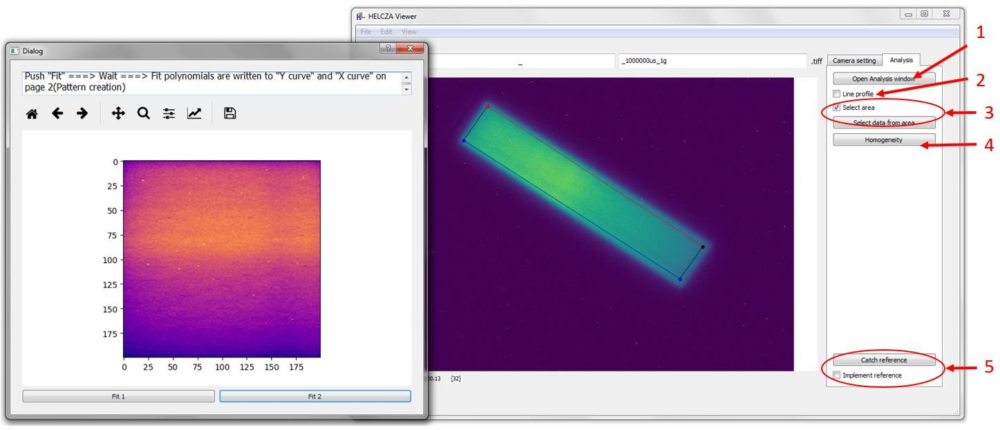 HELCZA Viewer
File Edit View
_
_1000000us_1g
.tiff
Camera setting
Analysis
Open Analysis window
Line profile
Select area
Select data from area
Homogeneity
Catch reference
Implement reference
00.13 [32]
1
2
3
4
5
Dialog
Push "Fit" ===> Wait ===> Fit polynomials are written to "Y curve" and "X curve" on
page 2(Pattern creation)
0
25
50
75
100
125
150
175
0 25 50 75 100 125 150 175
Fit 1
Fit 2